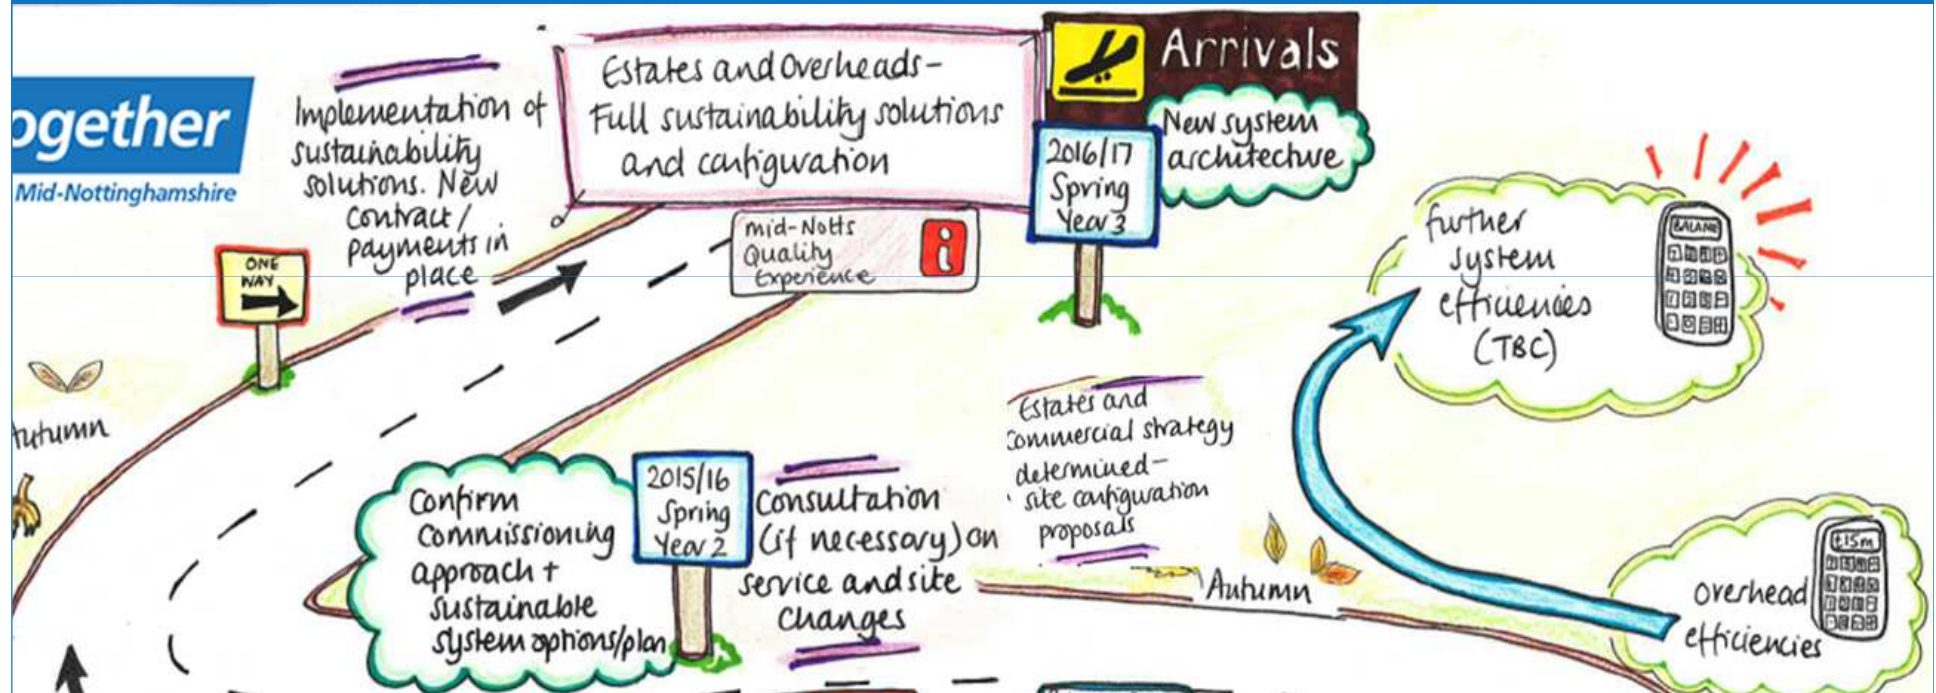 ogether
Mid-Nottinghamshire
Implementation of
sustainability
solutions. New
contract/
payments in
place
Estates and Overheads-
Full sustainability solutions
and configuration
Arrivals
New system
architecture
2016/17
Spring
Year 3
mid-Notts
Quality
Experience
i
ONE
WAY
further
system
efficiencies
(TBC)
BALANC
Autumn
Estates and
commercial strategy
determined-
site configuration
proposals
Confirm
commissioning
approach +
sustainable
system options/plan
2015/16
Spring
Year 2
Consultation
(if necessary) on
service and site
changes
Autumn
£15m
overhead
efficiencies